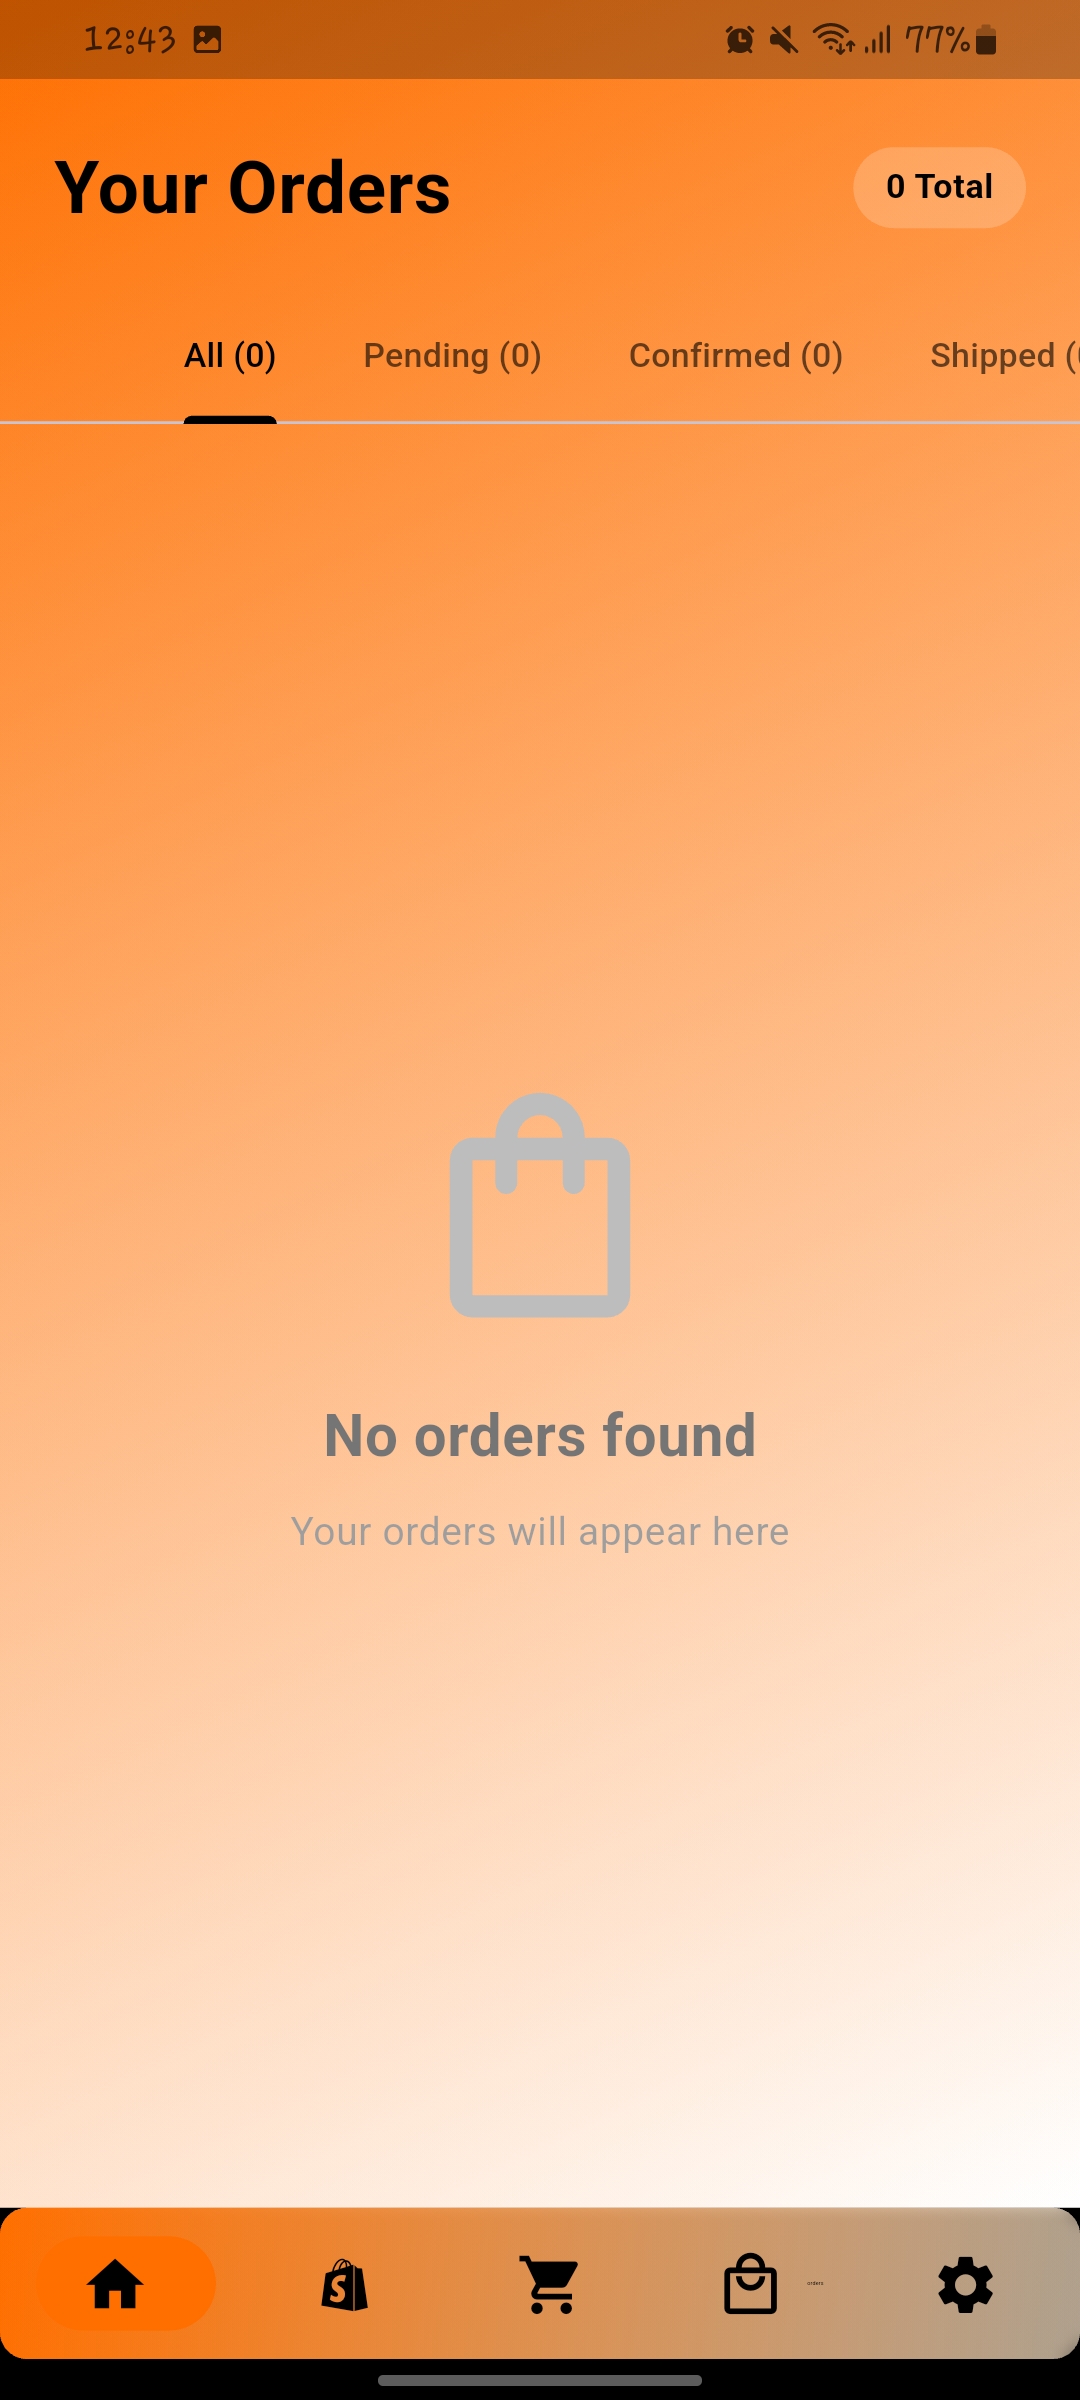 12:43 77%
Your Orders
0 Total
All (0) Pending (0) Confirmed (0) Shipped (
No orders found
Your orders will appear here
S
orders